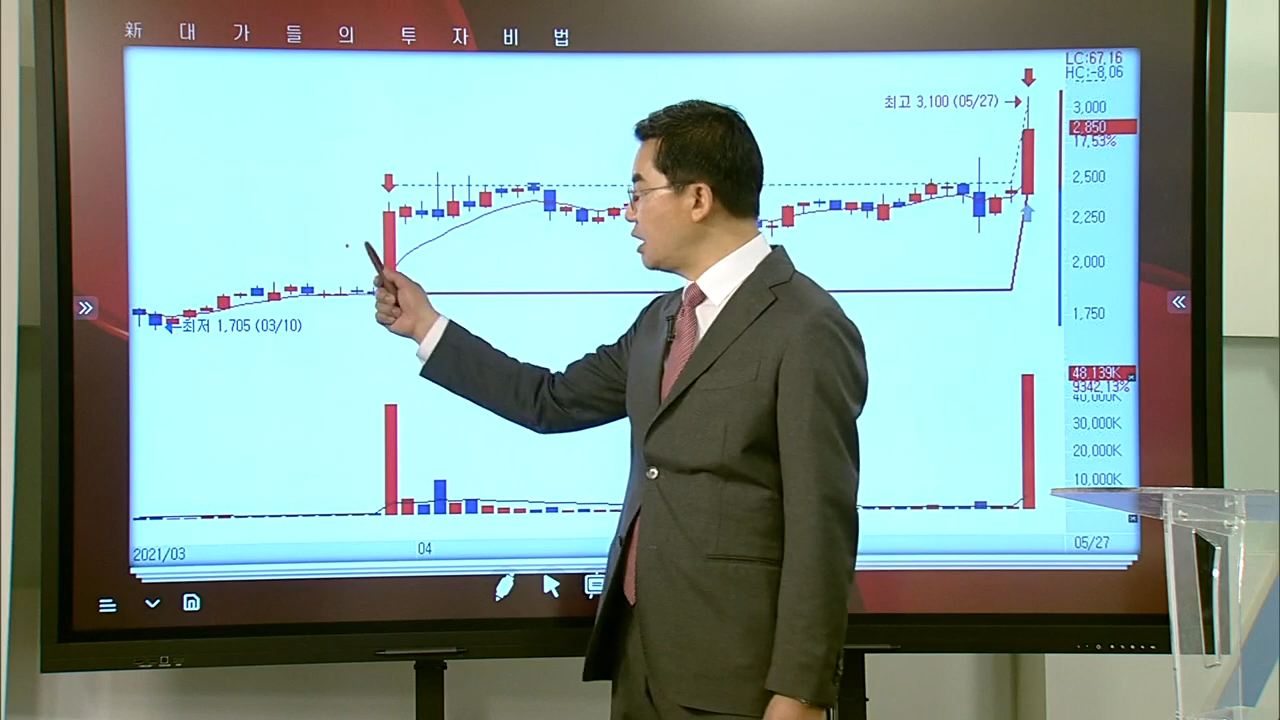 新 대 가 들 의 투 자 비 법
LC:67,16
HC:-8,06
최고 3,100 (05/27)
3,000
2,850
17,53%
2,500
2,250
2,000
1,750
최저 1,705 (03/10)
48,139K
9342,13%
40,000K
30,000K
20,000K
10,000K
2021/03
04
05/27